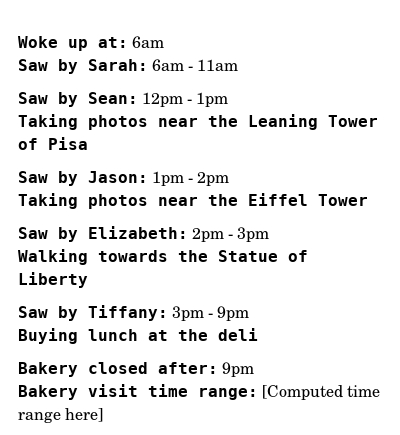 Woke up at: 6am
Saw by Sarah: 6am - 11am
Saw by Sean: 12pm - 1pm
Taking photos near the Leaning Tower
of Pisa
Saw by Jason: 1pm - 2pm
Taking photos near the Eiffel Tower
Saw by Elizabeth: 2pm - 3pm
Walking towards the Statue of
Liberty
Saw by Tiffany: 3pm - 9pm
Buying lunch at the deli
Bakery closed after: 9pm
Bakery visit time range: [Computed time
range here]